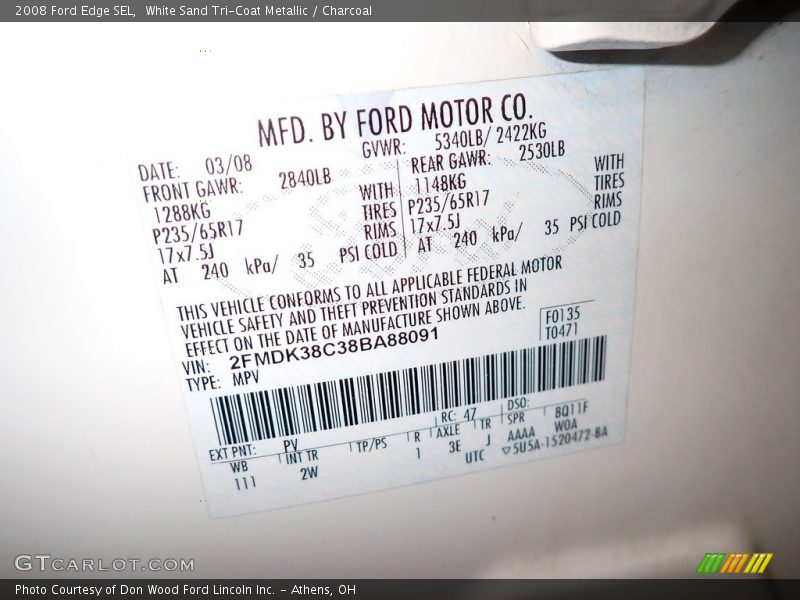 2008 Ford Edge SEL, White Sand Tri-Coat Metallic / Charcoal
MFD. BY FORD MOTOR CO.
DATE: 03/08 GVWR: 5340LB/ 2422KG
FRONT GAWR: 2840LB REAR GAWR: 2530LB
1288KG WITH 1148KG WITH
P235/65R17 TIRES P235/65R17 TIRES
17x7.5J RIMS 17x7.5J RIMS
AT 240 kPa/ 35 PSI COLD AT 240 kPa/ 35 PSI COLD
THIS VEHICLE CONFORMS TO ALL APPLICABLE FEDERAL MOTOR
VEHICLE SAFETY AND THEFT PREVENTION STANDARDS IN
EFFECT ON THE DATE OF MANUFACTURE SHOWN ABOVE.
VIN: 2FMDK38C38BA88091 F0135
TYPE: MPV T0471
RC: 47 DSO:
EXT PNT: PV R AXLE TR SPR 8Q11F
WB INT TR TP/PS 1 3E J AAAA W0A
111 2W UTC ▽5U5A-1520472-BA
GTCARLOT.COM
Photo Courtesy of Don Wood Ford Lincoln Inc. - Athens, OH